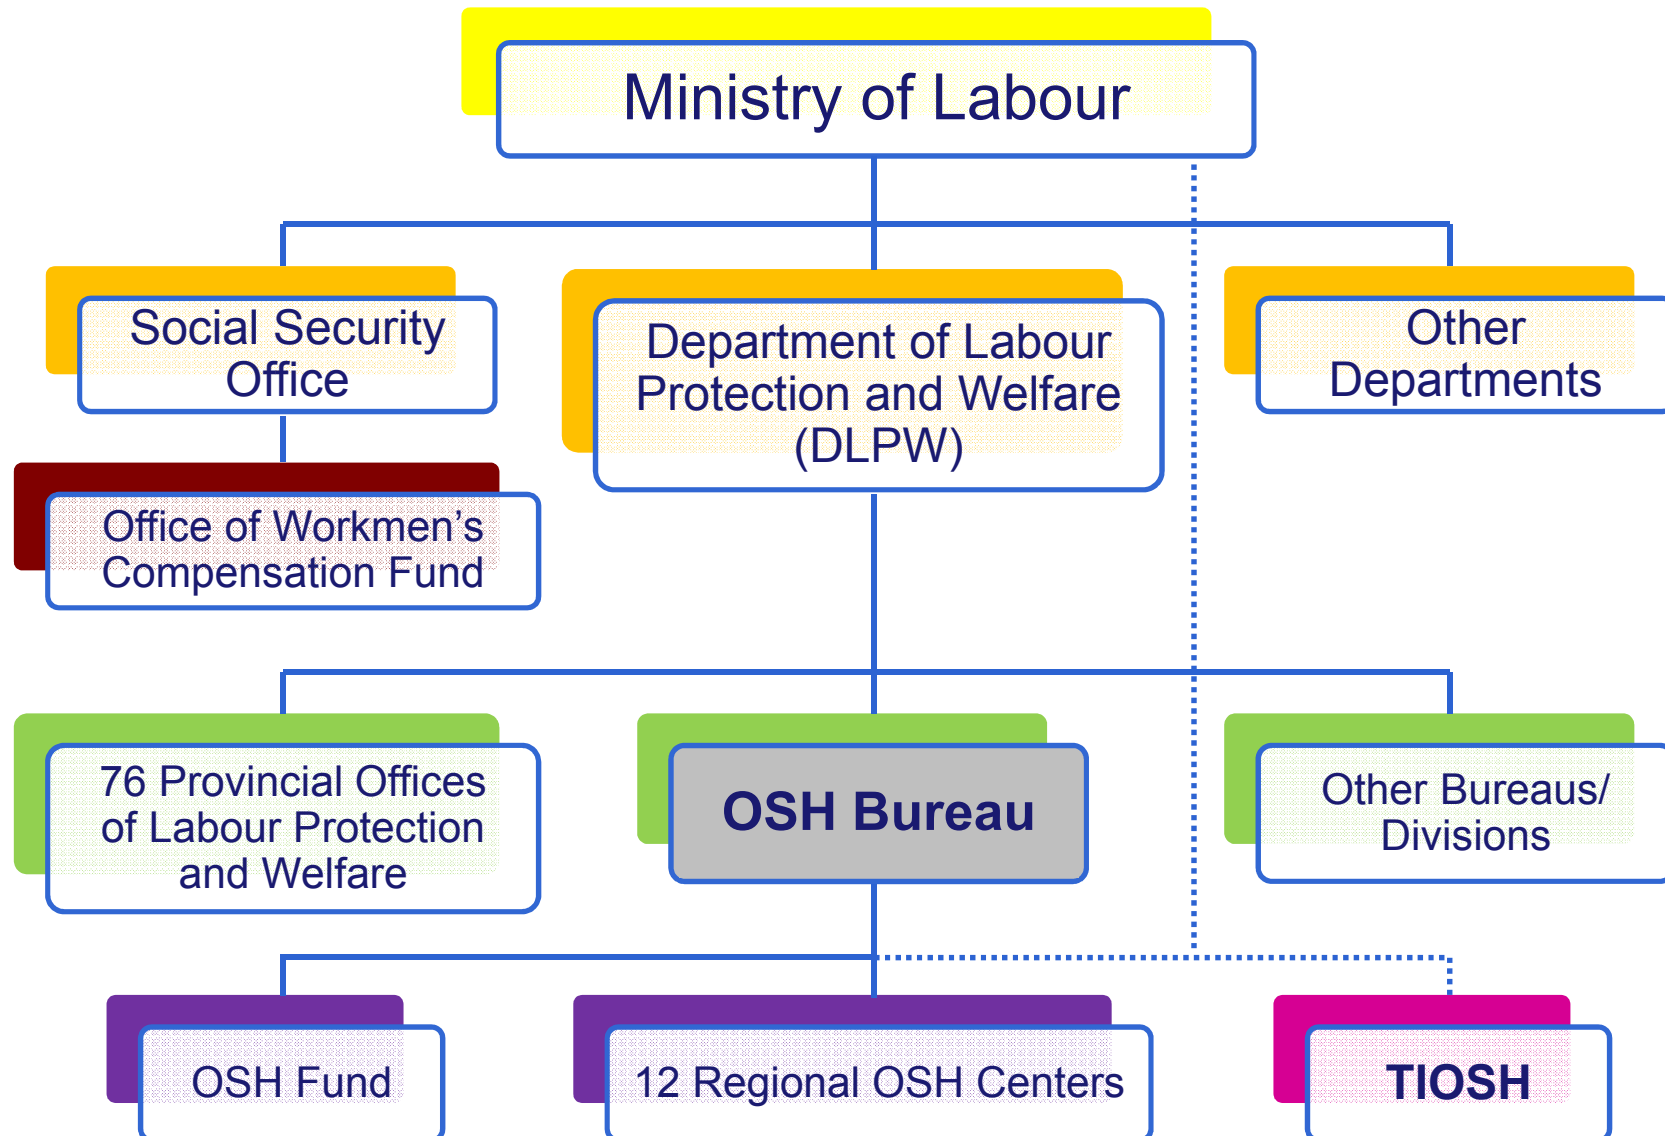 Ministry of Labour
Social Security
Office
Department of Labour
Protection and Welfare
(DLPW)
Other
Departments
Office of Workmen’s
Compensation Fund
76 Provincial Offices
of Labour Protection
and Welfare
OSH Bureau
Other Bureaus/
Divisions
OSH Fund
12 Regional OSH Centers
TIOSH